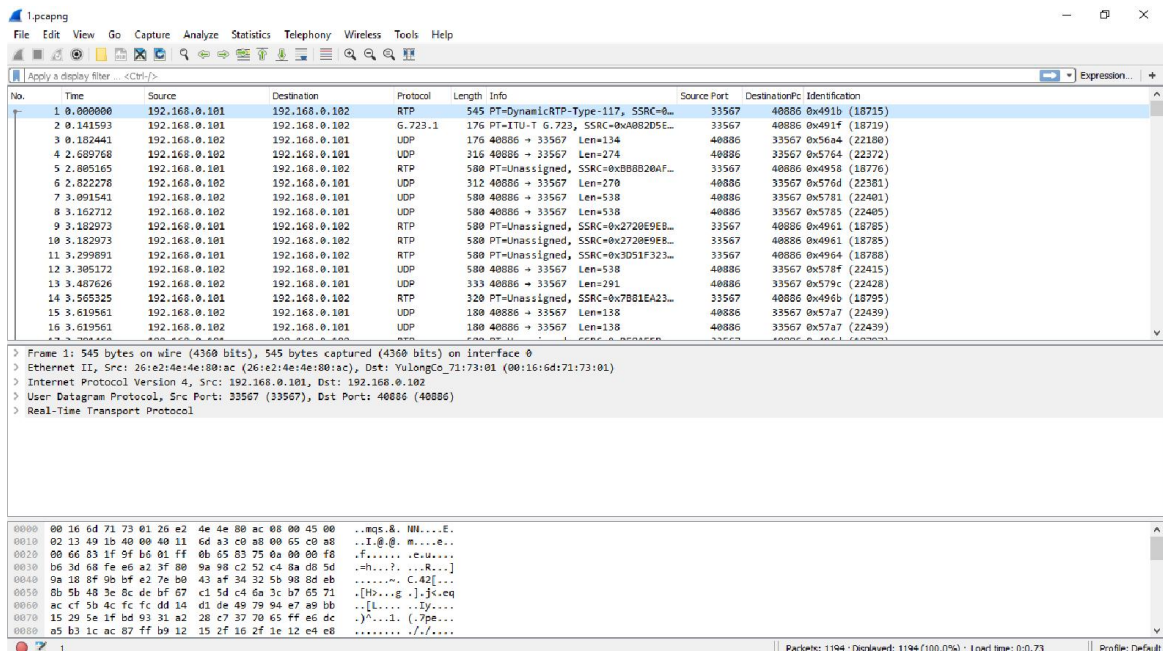 1.pcapng
File Edit View Go Capture Analyze Statistics Telephony Wireless Tools Help
Apply a display filter ... <Ctrl-/>
Expression... +
No. Time Source Destination Protocol Length Info Source Port DestinationPc Identification
1 0.000000 192.168.0.101 192.168.0.102 RTP 545 PT=DynamicRTP-Type-117, SSRC=0… 33567 40886 0x491b (18715)
2 0.141593 192.168.0.101 192.168.0.102 G.723.1 176 PT=ITU-T G.723, SSRC=0xA082D5E… 33567 40886 0x491f (18719)
3 0.182441 192.168.0.102 192.168.0.101 UDP 176 40886 → 33567 Len=134 40886 33567 0x56a4 (22180)
4 2.689768 192.168.0.102 192.168.0.101 UDP 316 40886 → 33567 Len=274 40886 33567 0x5764 (22372)
5 2.805165 192.168.0.101 192.168.0.102 RTP 580 PT=Unassigned, SSRC=0xBB8B20AF… 33567 40886 0x4958 (18776)
6 2.822278 192.168.0.102 192.168.0.101 UDP 312 40886 → 33567 Len=270 40886 33567 0x576d (22381)
7 3.091541 192.168.0.102 192.168.0.101 UDP 580 40886 → 33567 Len=538 40886 33567 0x5781 (22401)
8 3.162712 192.168.0.102 192.168.0.101 UDP 580 40886 → 33567 Len=538 40886 33567 0x5785 (22405)
9 3.182973 192.168.0.101 192.168.0.102 RTP 580 PT=Unassigned, SSRC=0x2720E9EB… 33567 40886 0x4961 (18785)
10 3.182973 192.168.0.101 192.168.0.102 RTP 580 PT=Unassigned, SSRC=0x2720E9EB… 33567 40886 0x4961 (18785)
11 3.299891 192.168.0.101 192.168.0.102 RTP 580 PT=Unassigned, SSRC=0x3D51F323… 33567 40886 0x4964 (18788)
12 3.305172 192.168.0.102 192.168.0.101 UDP 580 40886 → 33567 Len=538 40886 33567 0x578f (22415)
13 3.487626 192.168.0.102 192.168.0.101 UDP 333 40886 → 33567 Len=291 40886 33567 0x579c (22428)
14 3.565325 192.168.0.101 192.168.0.102 RTP 320 PT=Unassigned, SSRC=0x7B81EA23… 33567 40886 0x496b (18795)
15 3.619561 192.168.0.102 192.168.0.101 UDP 180 40886 → 33567 Len=138 40886 33567 0x57a7 (22439)
16 3.619561 192.168.0.102 192.168.0.101 UDP 180 40886 → 33567 Len=138 40886 33567 0x57a7 (22439)
> Frame 1: 545 bytes on wire (4360 bits), 545 bytes captured (4360 bits) on interface 0
> Ethernet II, Src: 26:e2:4e:4e:80:ac (26:e2:4e:4e:80:ac), Dst: YulongCo_71:73:01 (00:16:6d:71:73:01)
> Internet Protocol Version 4, Src: 192.168.0.101, Dst: 192.168.0.102
> User Datagram Protocol, Src Port: 33567 (33567), Dst Port: 40886 (40886)
> Real-Time Transport Protocol
0000 00 16 6d 71 73 01 26 e2 4e 4e 80 ac 08 00 45 00 ..mqs.&. NN....E.
0010 02 13 49 1b 40 00 40 11 6d a3 c0 a8 00 65 c0 a8 ..I.@.@. m....e..
0020 00 66 83 1f 9f b6 01 ff 0b 65 83 75 0a 00 00 f8 .f...... .e.u....
0030 b6 3d 68 fe e6 a2 3f 80 9a 98 c2 52 c4 8a d8 5d .=h...?. ...R...]
0040 9a 18 8f 9b bf e2 7e b0 43 af 34 32 5b 98 8d eb ......~. C.42[...
0050 8b 5b 48 3e 8c de bf 67 c1 5d c4 6a 3c b7 65 71 .[H>...g .].j<.eq
0060 ac cf 5b 4c fc fc dd 14 d1 de 49 79 94 e7 a9 bb ..[L.... ..Iy....
0070 15 29 5e 1f bd 93 31 a2 28 c7 37 70 65 ff e6 dc .)^...1. (.7pe...
0080 a5 b3 1c ac 87 ff b9 12 15 2f 16 2f 1e 12 e4 e8 ........ ././....
1 Packets: 1194 · Displayed: 1194 (100.0%) · Load time: 0:0.73 Profile: Default